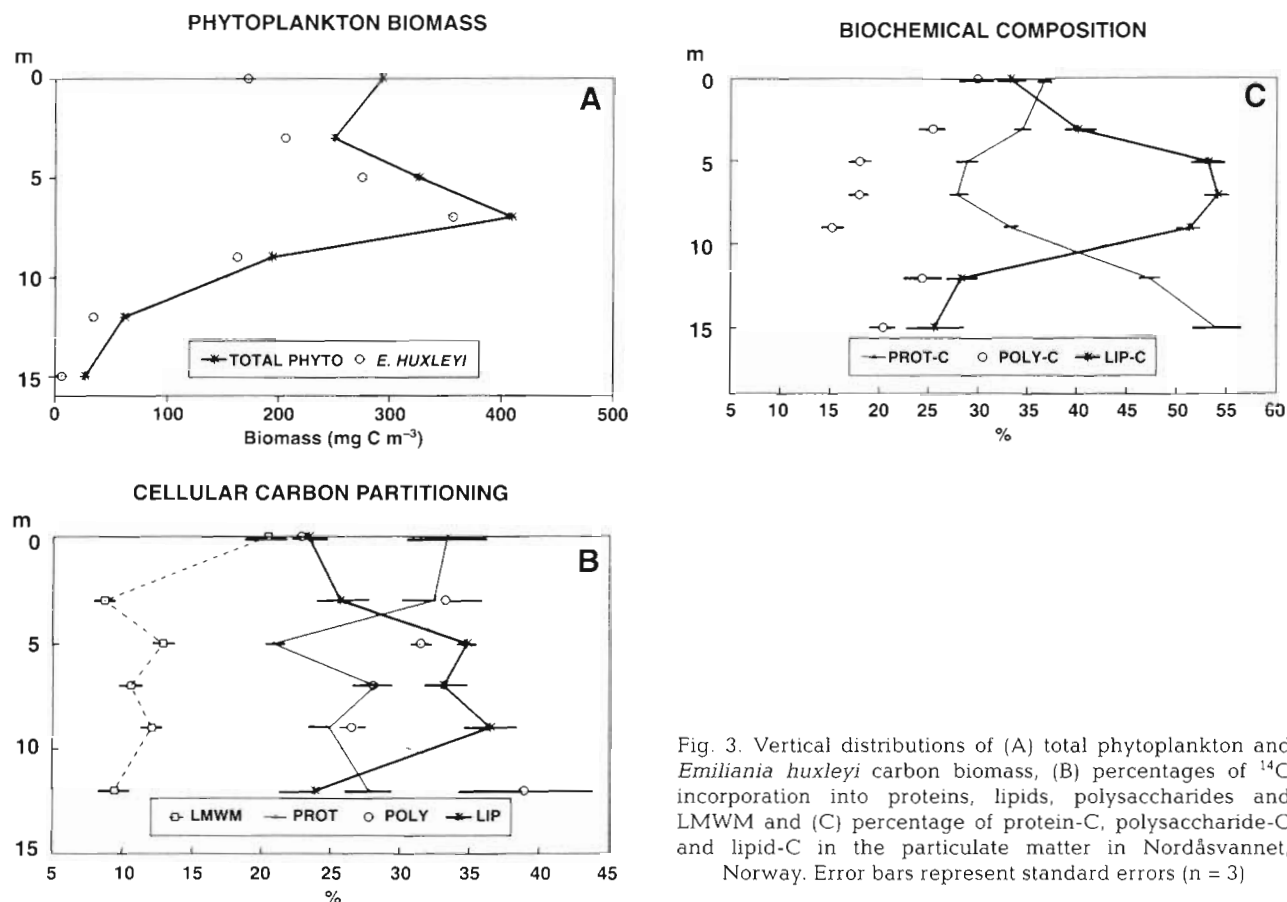 PHYTOPLANKTON BIOMASS
m
0
5
10
15
A
TOTAL PHYTO E. HUXLEYI
0 100 200 300 400 500
Biomass (mg C m⁻³)
BIOCHEMICAL COMPOSITION
m
0
5
10
15
C
PROT-C POLY-C LIP-C
5 10 15 20 25 30 35 40 45 50 55 60
%
CELLULAR CARBON PARTITIONING
m
0
5
10
15
B
LMWM PROT POLY LIP
5 10 15 20 25 30 35 40 45
%
Fig. 3. Vertical distributions of (A) total phytoplankton and
Emiliania huxleyi carbon biomass, (B) percentages of ¹⁴C
incorporation into proteins, lipids, polysaccharides and
LMWM and (C) percentage of protein-C, polysaccharide-C
and lipid-C in the particulate matter in Nordåsvannet,
Norway. Error bars represent standard errors (n = 3)